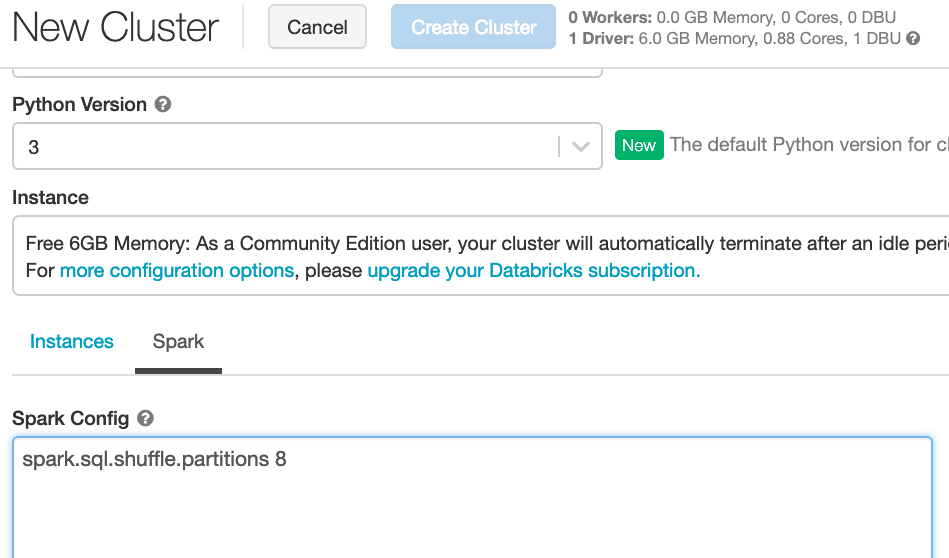 New Cluster
Cancel
Create Cluster
0 Workers: 0.0 GB Memory, 0 Cores, 0 DBU
1 Driver: 6.0 GB Memory, 0.88 Cores, 1 DBU ?
Python Version ?
3
New The default Python version for cl
Instance
Free 6GB Memory: As a Community Edition user, your cluster will automatically terminate after an idle peri
For more configuration options, please upgrade your Databricks subscription.
Instances
Spark
Spark Config ?
spark.sql.shuffle.partitions 8